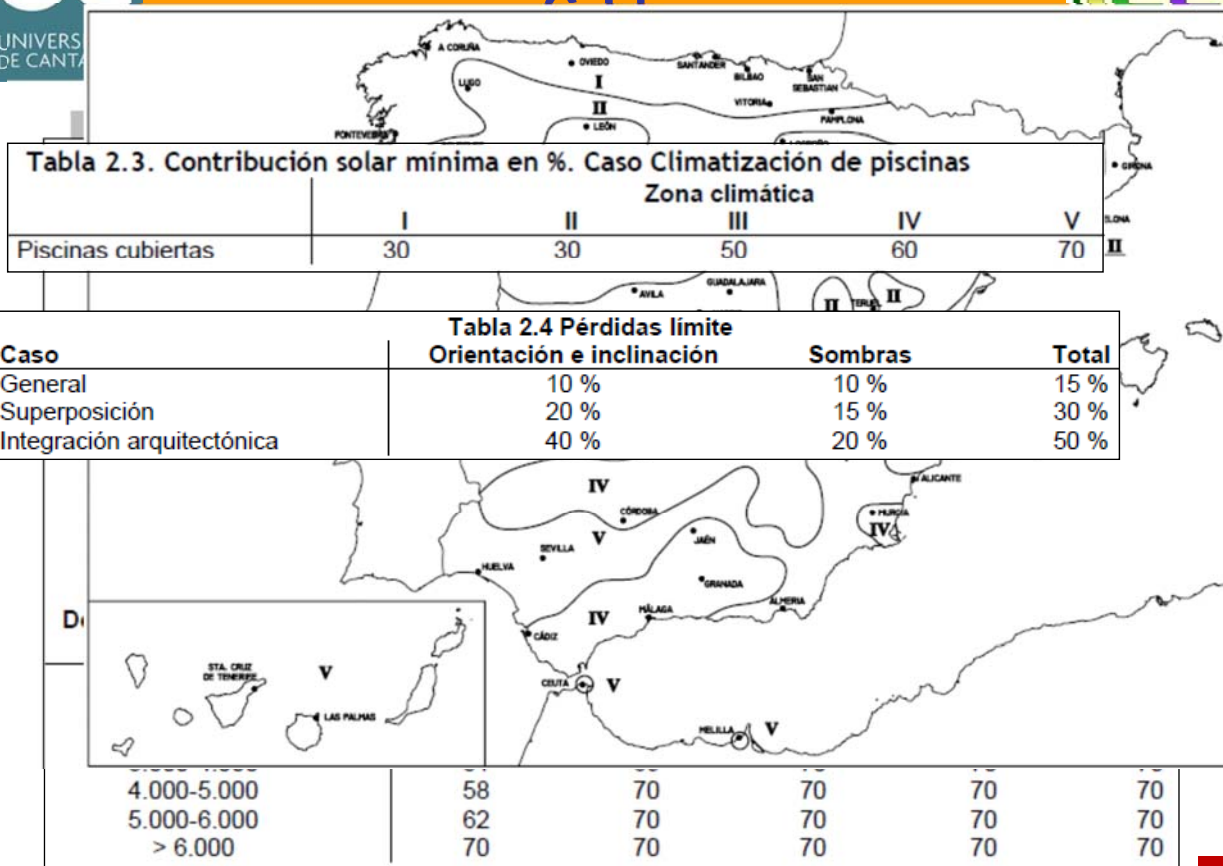 UNIVERS
DE CANTA
A CORUÑA
OVIEDO
SANTANDER
BILBAO
SAN
SEBASTIAN
LUGO
I
VITORIA
II
PAMPLONA
LEÓN
PONTEVEDRA
Tabla 2.3. Contribución solar mínima en %. Caso Climatización de piscinas
Zona climática
I II III IV V
Piscinas cubiertas 30 30 50 60 70
GIRONA
ELONA
II
GUADALAJARA
AVILA
II TERUEL II
Tabla 2.4 Pérdidas límite
Caso Orientación e inclinación Sombras Total
General 10 % 10 % 15 %
Superposición 20 % 15 % 30 %
Integración arquitectónica 40 % 20 % 50 %
ALICANTE
IV
CÓRDOBA
MURCIA
IV
V
JAÉN
SEVILLA
HUELVA
GRANADA
ALMERIA
MÁLAGA
IV
CÁDIZ
STA. CRUZ
DE TENERIFE
V
CEUTA V
LAS PALMAS
MELILLA V
4.000-5.000 58 70 70 70 70
5.000-6.000 62 70 70 70 70
> 6.000 70 70 70 70 70